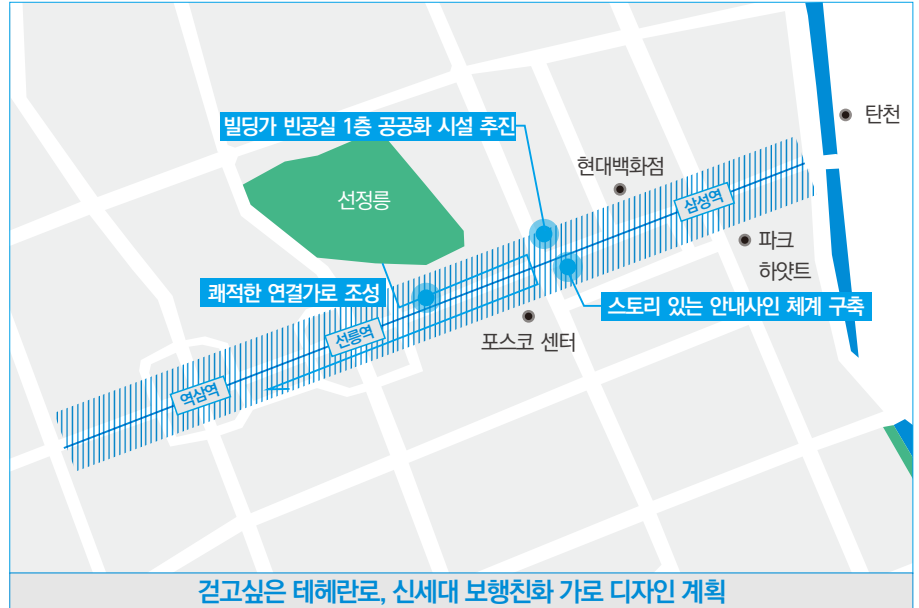 빌딩가 빈공실 1층 공공화 시설 추진
탄천
현대백화점
선정릉
삼성역
파크
하얏트
쾌적한 연결가로 조성
스토리 있는 안내사인 체계 구축
선릉역
포스코 센터
역삼역
걷고싶은 테헤란로, 신세대 보행친화 가로 디자인 계획